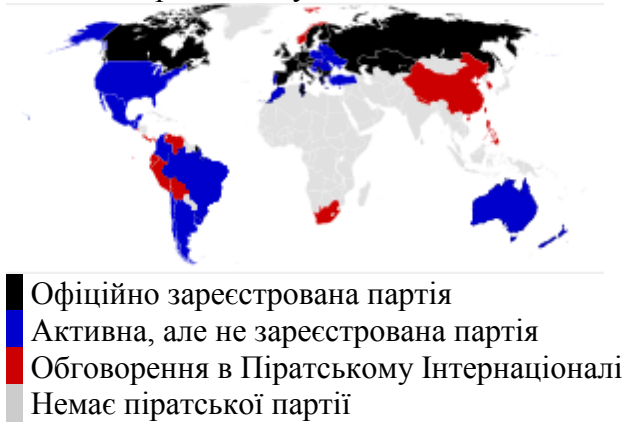 Офіційно зареєстрована партія
Активна, але не зареєстрована партія
Обговорення в Піратському Інтернаціоналі
Немає піратської партії